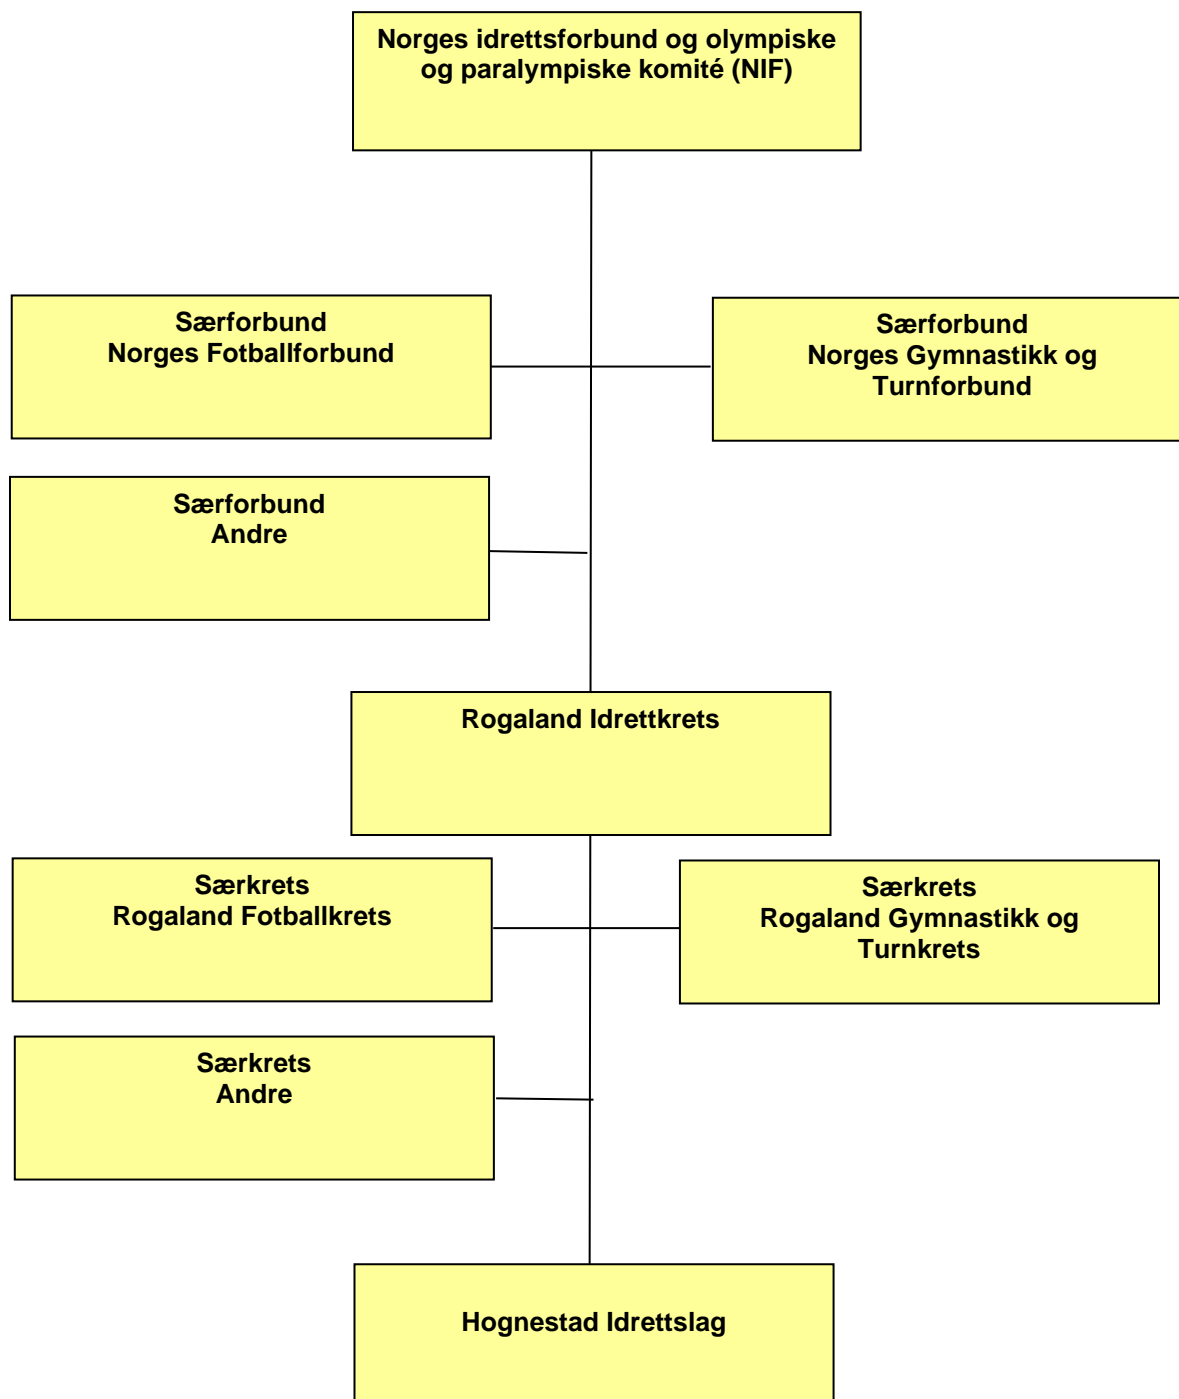 Norges idrettsforbund og olympiske
og paralympiske komité (NIF)
Særforbund
Norges Fotballforbund
Særforbund
Norges Gymnastikk og
Turnforbund
Særforbund
Andre
Rogaland Idrettkrets
Særkrets
Rogaland Fotballkrets
Særkrets
Rogaland Gymnastikk og
Turnkrets
Særkrets
Andre
Hognestad Idrettslag